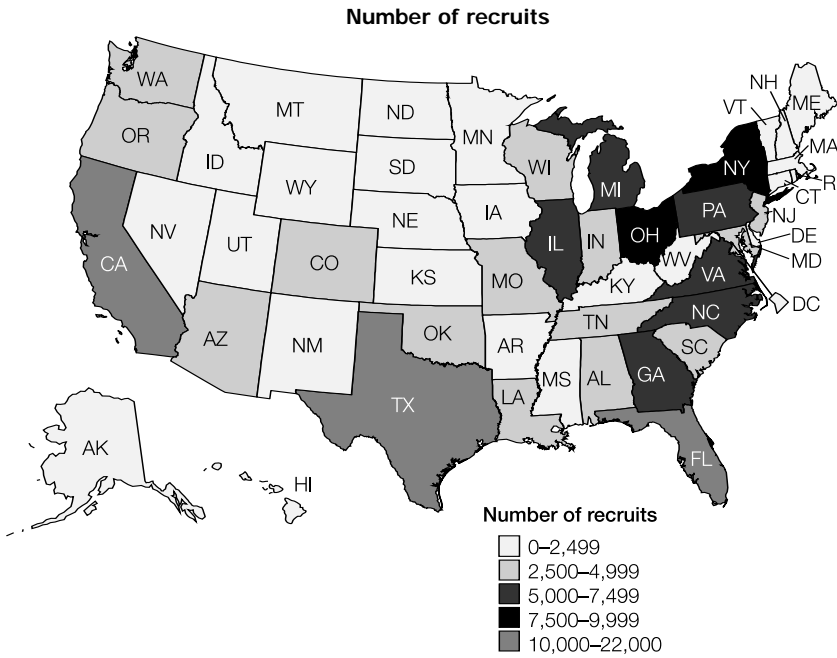 Number of recruits
WA
MT
ND
MN
VT
NH
ME
OR
ID
SD
WI
NY
MA
WY
MI
R
CT
IA
PA
NJ
NE
NV
UT
IL
IN
OH
DE
CA
CO
WV
MD
KS
MO
KY
VA
DC
NC
TN
AZ
OK
NM
AR
SC
MS
AL
GA
TX
LA
AK
FL
HI
Number of recruits
0–2,499
2,500–4,999
5,000–7,499
7,500–9,999
10,000–22,000